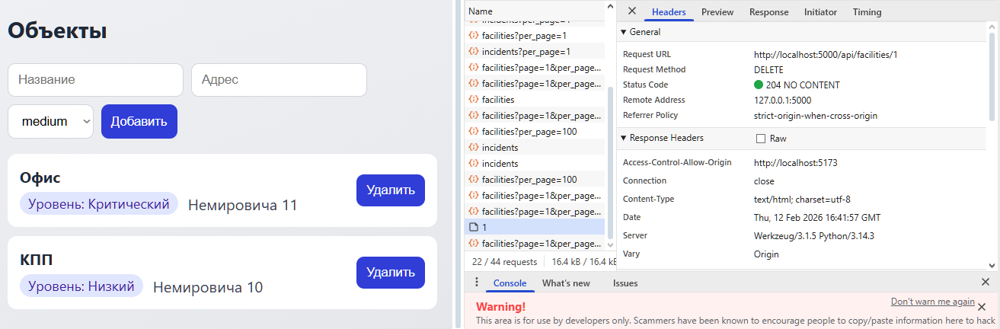 Объекты
Название
Адрес
medium
Добавить
Офис
Уровень: Критический
Немировича 11
Удалить
КПП
Уровень: Низкий
Немировича 10
Удалить
Name
facilities?per_page=1
incidents?per_page=1
facilities?page=1&per_page...
facilities?page=1&per_page...
facilities
facilities?page=1&per_page...
facilities?per_page=100
incidents
incidents
facilities?per_page=100
facilities?page=1&per_page...
facilities?page=1&per_page...
1
facilities?page=1&per_page...
22 / 44 requests
16.4 kB / 16.4 kB
Headers
Preview
Response
Initiator
Timing
General
Request URL
http://localhost:5000/api/facilities/1
Request Method
DELETE
Status Code
204 NO CONTENT
Remote Address
127.0.0.1:5000
Referrer Policy
strict-origin-when-cross-origin
Response Headers
Raw
Access-Control-Allow-Origin
http://localhost:5173
Connection
close
Content-Type
text/html; charset=utf-8
Date
Thu, 12 Feb 2026 16:41:57 GMT
Server
Werkzeug/3.1.5 Python/3.14.3
Vary
Origin
Console
What's new
Issues
Warning!
Don't warn me again
This area is for use by developers only. Scammers have been known to encourage people to copy/paste information here to hack